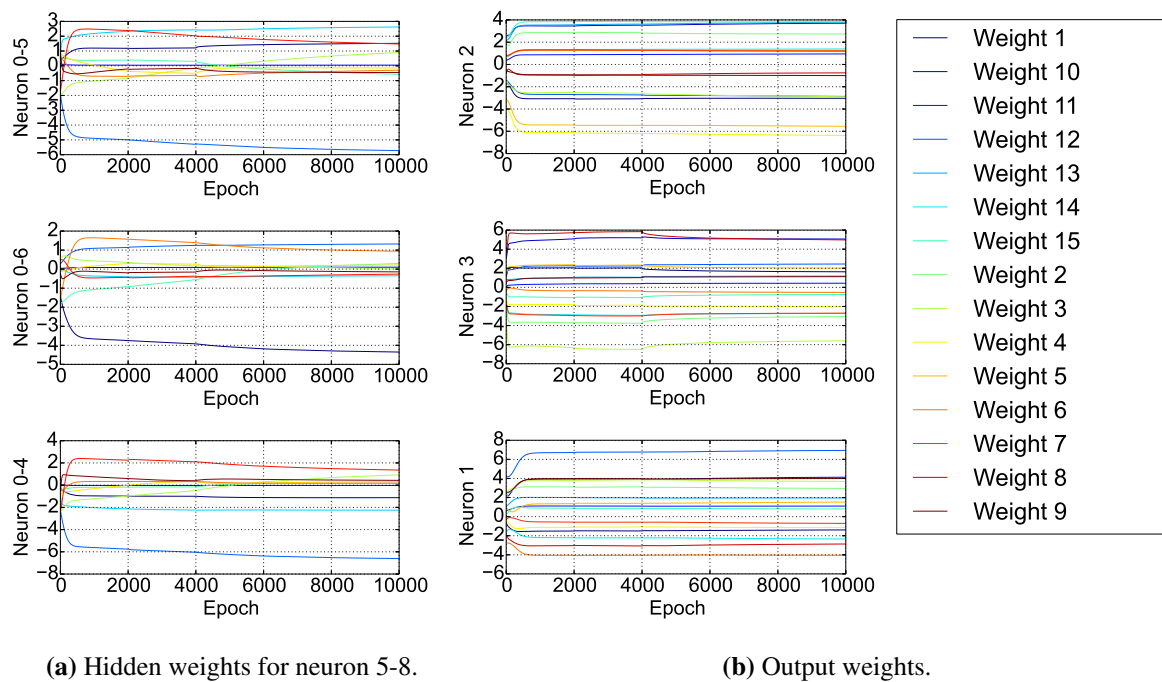 Neuron 0-5
3
2
1
0
−1
−2
−3
−4
−5
−6
0 2000 4000 6000 8000 10000
Epoch
Neuron 0-6
2
1
0
−1
−2
−3
−4
−5
0 2000 4000 6000 8000 10000
Epoch
Neuron 0-4
4
2
0
−2
−4
−6
−8
0 2000 4000 6000 8000 10000
Epoch
(a) Hidden weights for neuron 5-8.
Neuron 2
4
2
0
−2
−4
−6
−8
0 2000 4000 6000 8000 10000
Epoch
Neuron 3
6
4
2
0
−2
−4
−6
−8
0 2000 4000 6000 8000 10000
Epoch
Neuron 1
8
6
4
2
0
−2
−4
−6
0 2000 4000 6000 8000 10000
Epoch
(b) Output weights.
Weight 1
Weight 10
Weight 11
Weight 12
Weight 13
Weight 14
Weight 15
Weight 2
Weight 3
Weight 4
Weight 5
Weight 6
Weight 7
Weight 8
Weight 9